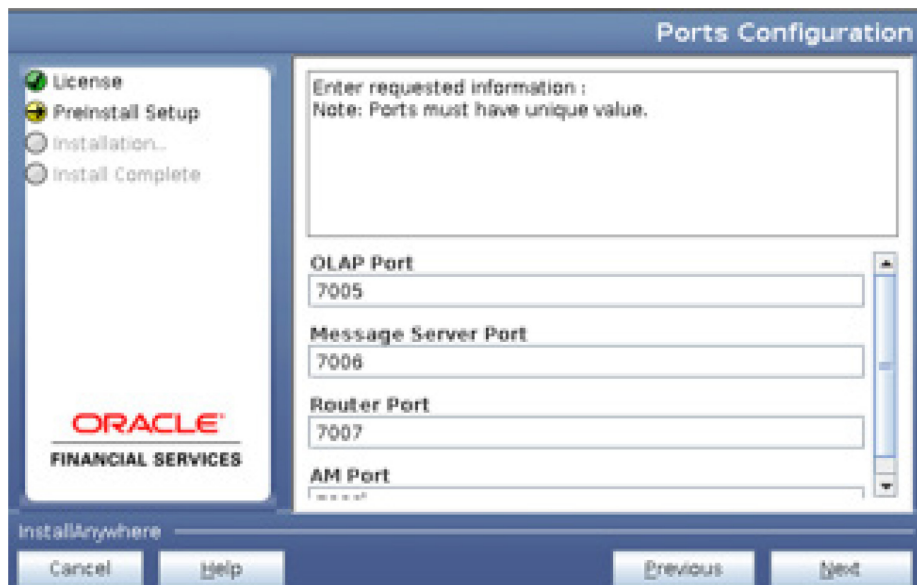 Ports Configuration
License
PreInstall Setup
Installation...
Install Complete
ORACLE®
FINANCIAL SERVICES
Enter requested information :
Note: Ports must have unique value.
OLAP Port
7005
Message Server Port
7006
Router Port
7007
AM Port
InstallAnywhere
Cancel
Help
Previous
Next